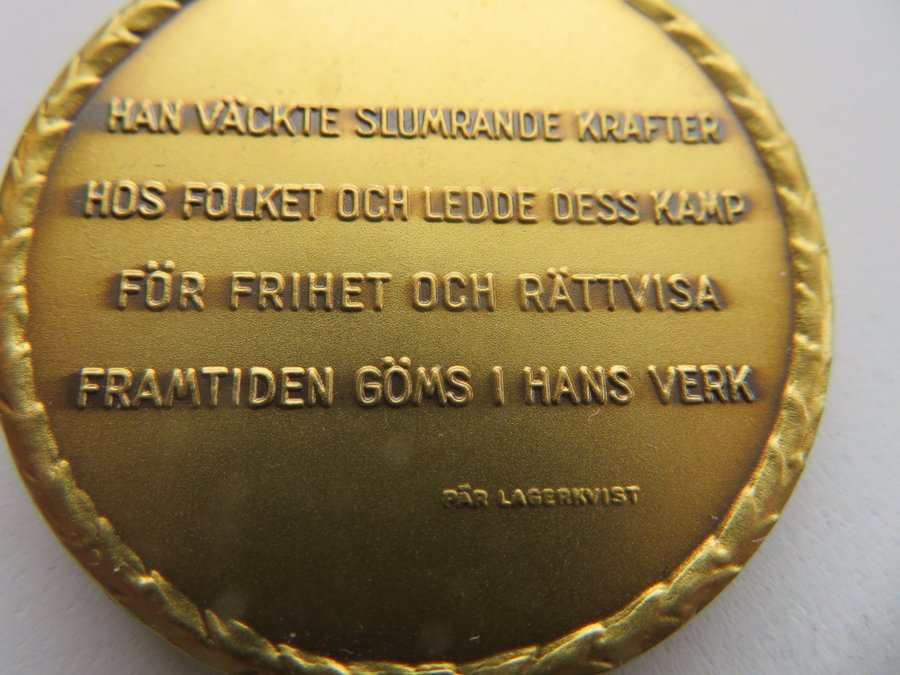 HAN VÄCKTE SLUMRANDE KRAFTER
HOS FOLKET OCH LEDDE DESS KAMP
FÖR FRIHET OCH RÄTTVISA
FRAMTIDEN GÖMS I HANS VERK
PÄR LAGERKVIST